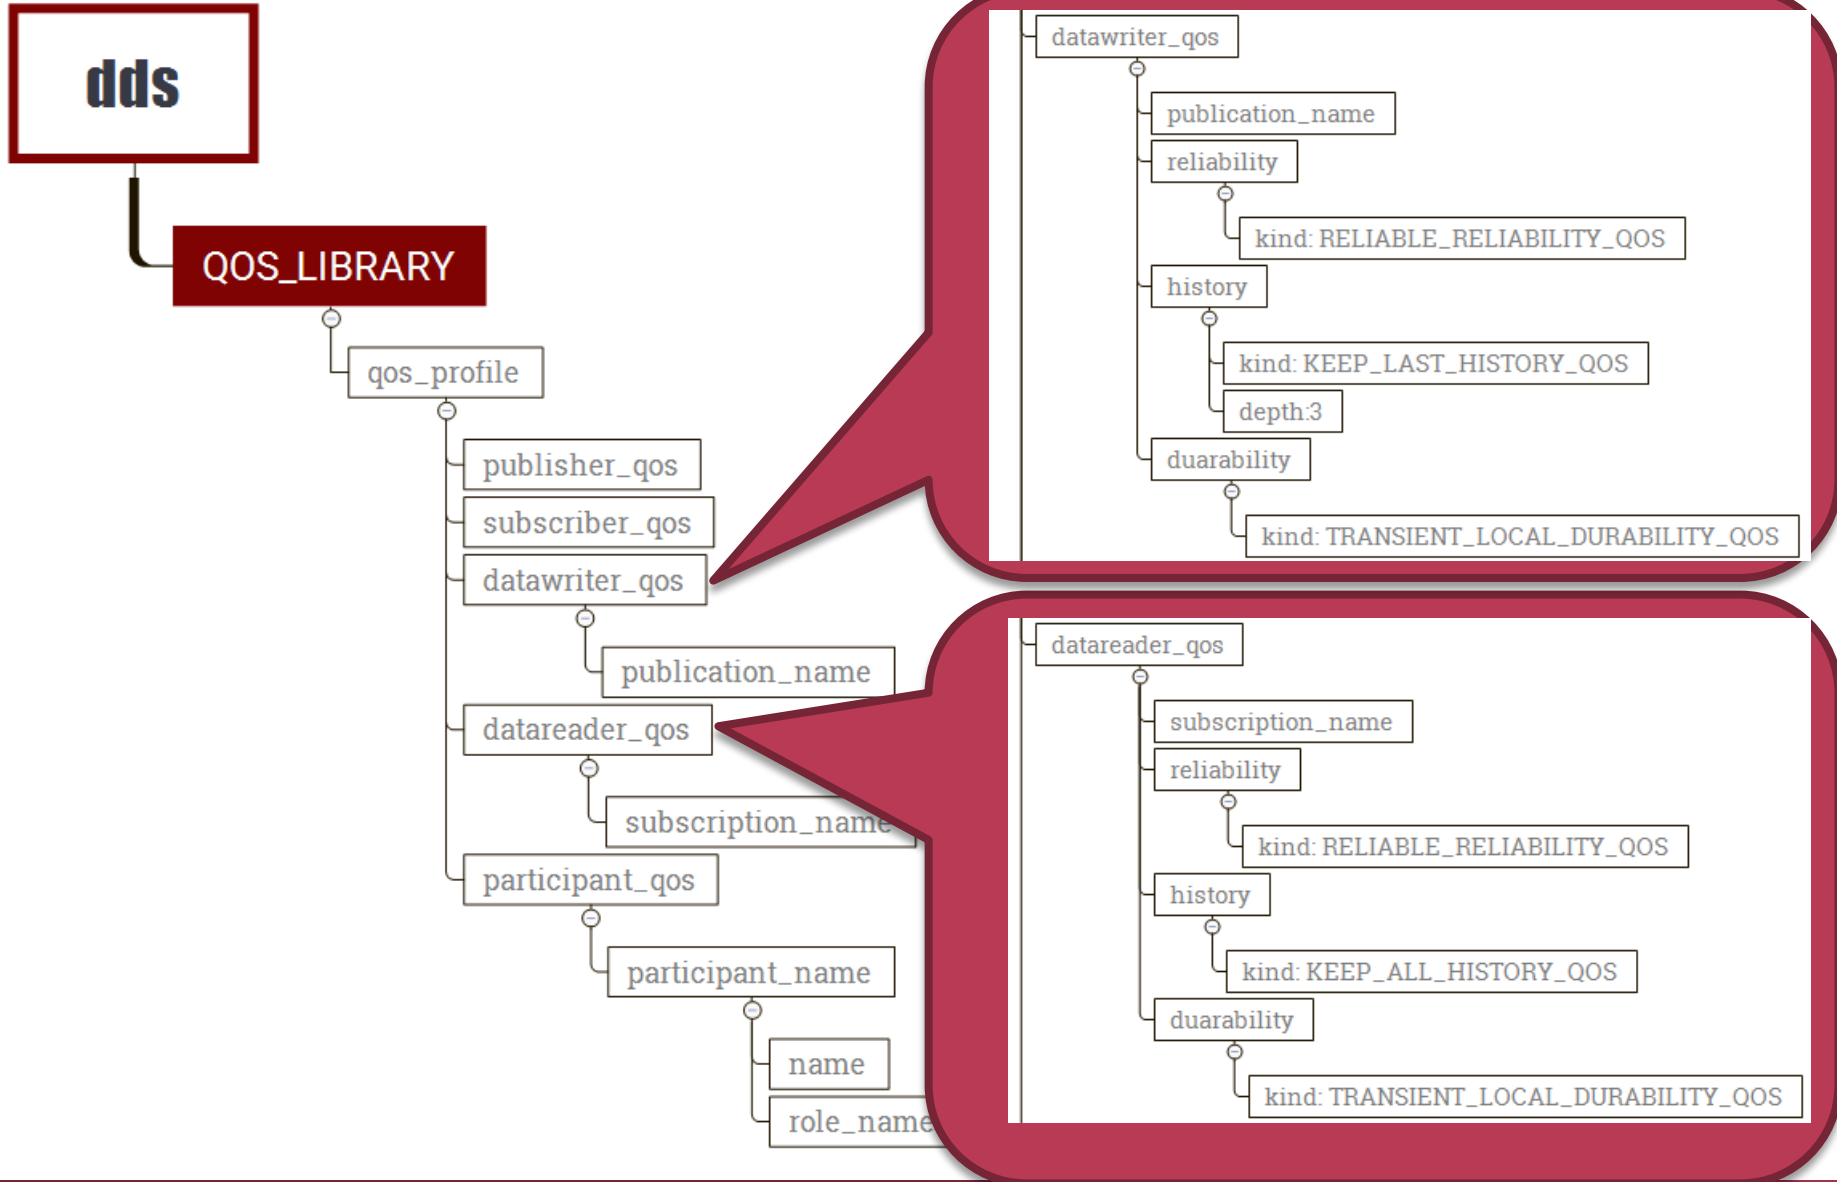 dds
QOS_LIBRARY
qos_profile
publisher_qos
subscriber_qos
datawriter_qos
publication_name
datareader_qos
subscription_name
participant_qos
participant_name
name
role_name
datawriter_qos
publication_name
reliability
kind: RELIABLE_RELIABILITY_QOS
history
kind: KEEP_LAST_HISTORY_QOS
depth:3
duarability
kind: TRANSIENT_LOCAL_DURABILITY_QOS
datareader_qos
subscription_name
reliability
kind: RELIABLE_RELIABILITY_QOS
history
kind: KEEP_ALL_HISTORY_QOS
duarability
kind: TRANSIENT_LOCAL_DURABILITY_QOS